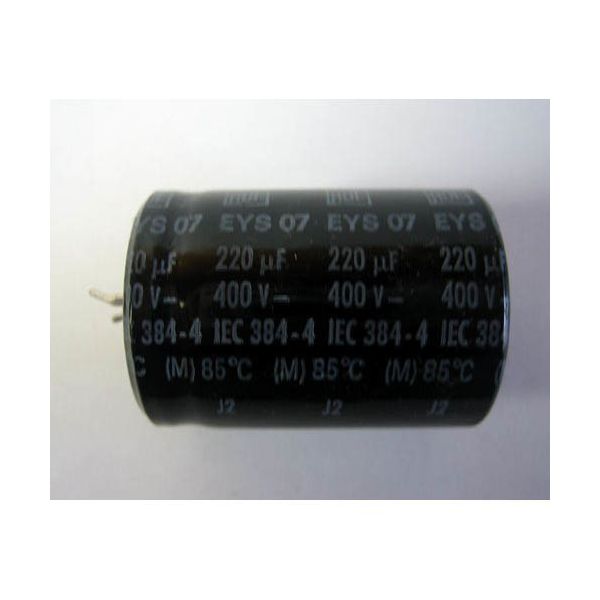 EYS 07 EYS 07 EYS 07 EYS
220 µF 220 µF 220 µF
400 V– 400 V– 400 V–
384-4 IEC 384-4 IEC 384-4 IEC 38
(M) 85°C (M) 85°C (M) 85°C
J2 J2 J2